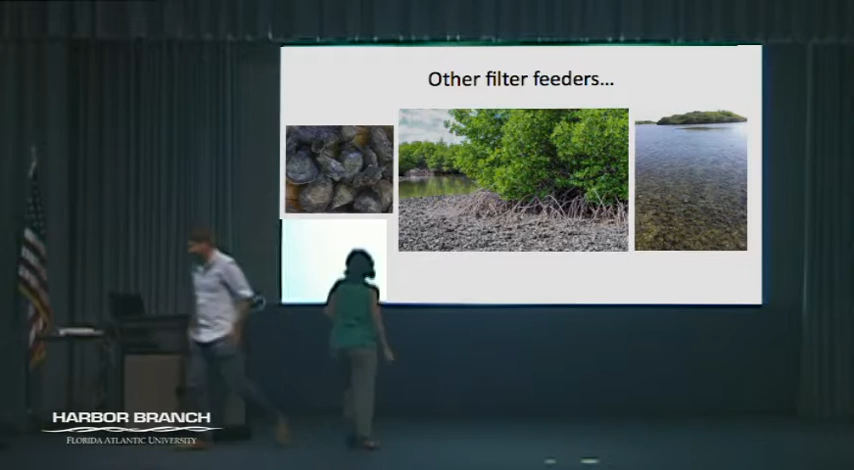 Other filter feeders...
HARBOR BRANCH
FLORIDA ATLANTIC UNIVERSITY